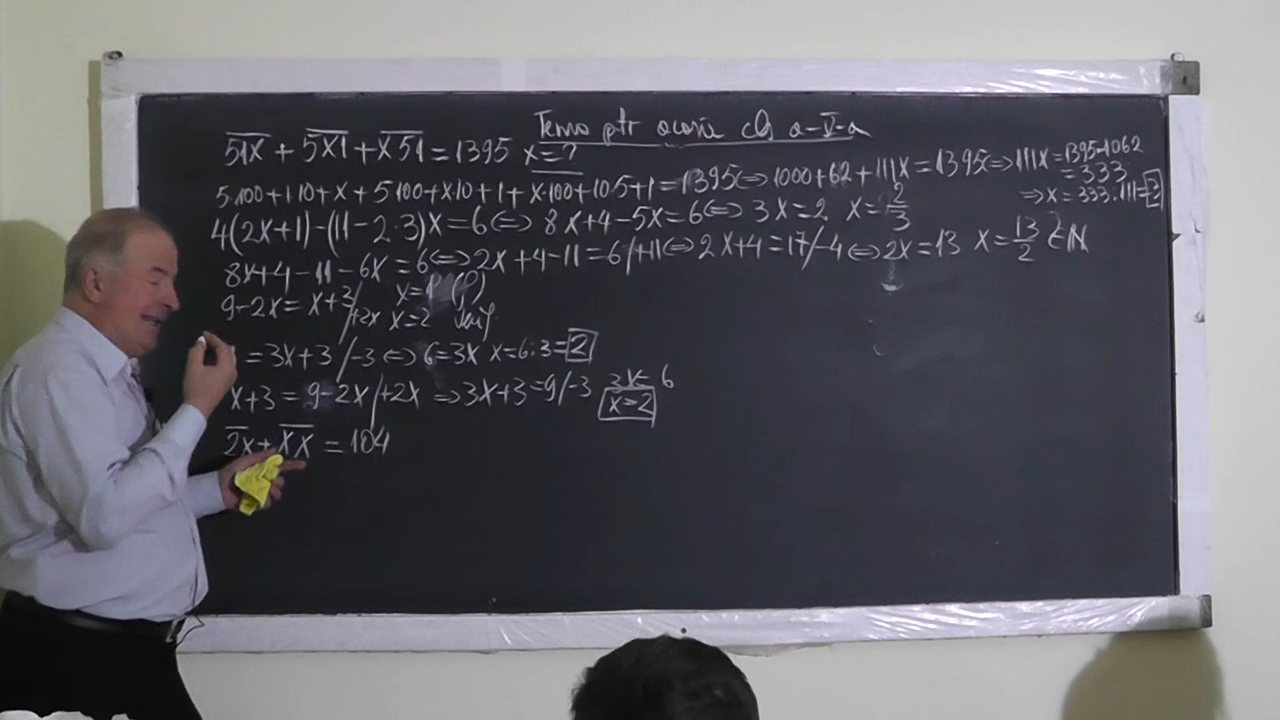 Temă ptr acasă cls a-V-a
51x + 5x1 + x51 = 1395 x = ?
5·100+1·10+x+5·100+x·10+1+x·100+10·5+1=1395⇔1000+62+111x=1395⇒111x=1395-1062
=333
⇒x=333:111=3
4(2x+1)-(11-2·3)x=6⇔8x+4-5x=6⇔3x=2 x=2/3
8x+4-11-6x=6⇔2x+4-11=6/+11⇔2x+4=17/-4⇔2x=13 x=13/2 ∉N
9-2x=x+3/+2x x=1 (f)
x=2
=3x+3/-3⇔6=3x x=6:3=2
x+3=9-2x/+2x⇒3x+3=9/-3 3x=6
x=2
2x+xx=104